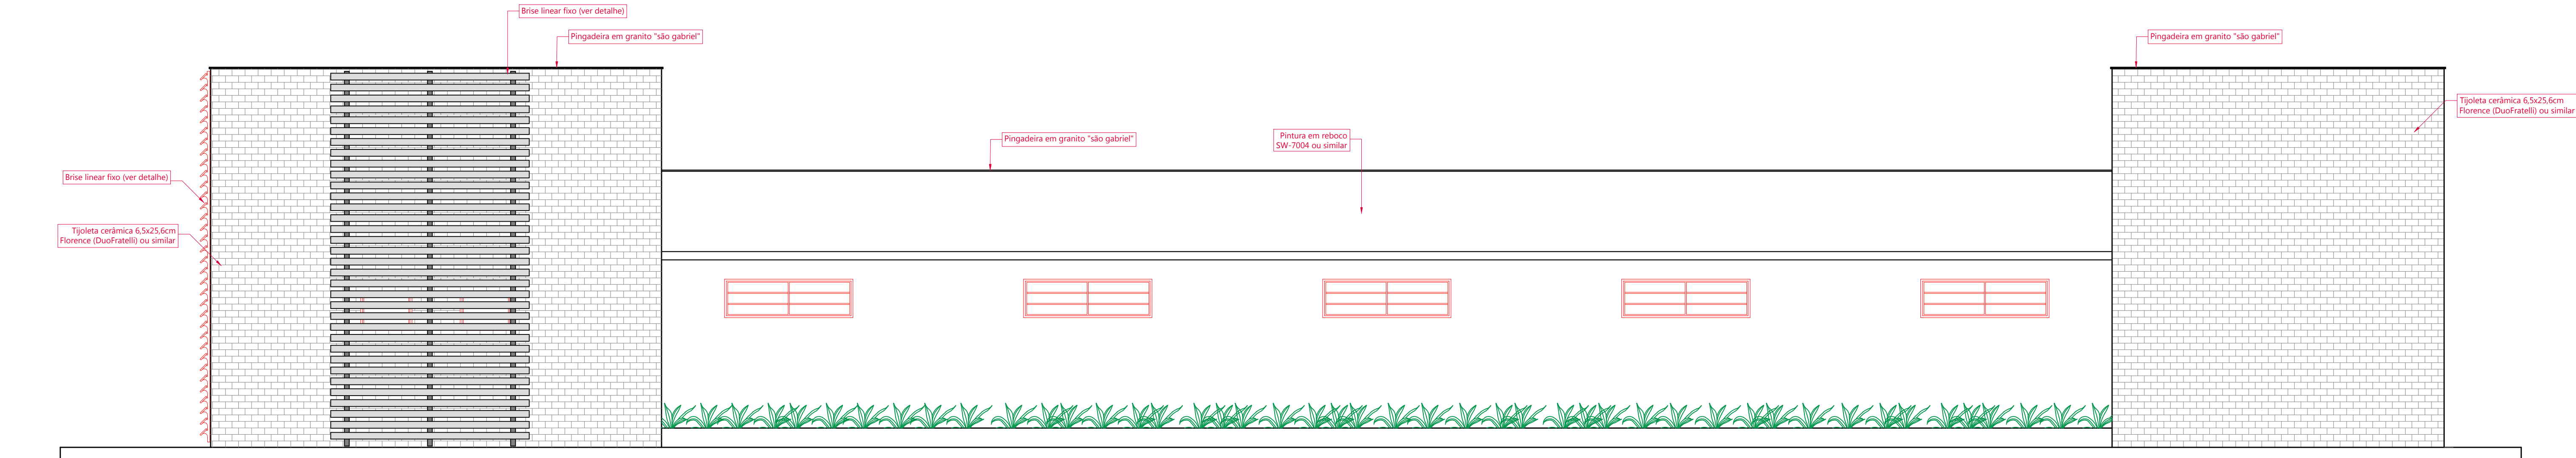 Brise linear fixo (ver detalhe)
Pingadeira em granito "são gabriel"
Pingadeira em granito "são gabriel"
Tijoleta cerâmica 6,5x25,6cm
Florence (DuoFratelli) ou similar
Pingadeira em granito "são gabriel"
Pintura em reboco
SW-7004 ou similar
Brise linear fixo (ver detalhe)
Tijoleta cerâmica 6,5x25,6cm
Florence (DuoFratelli) ou similar